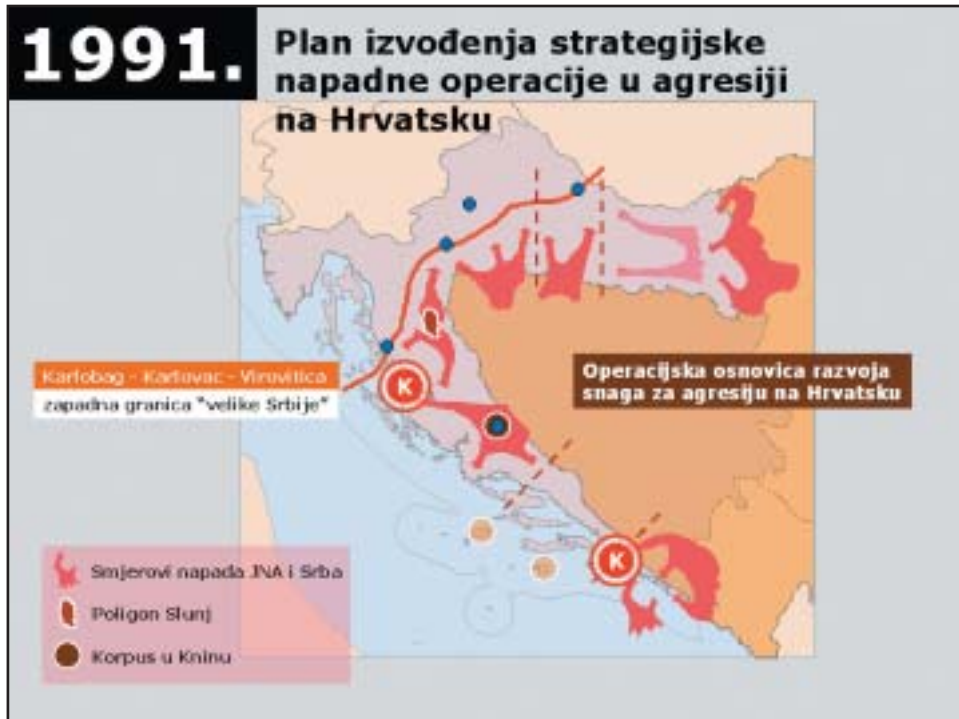 1991.
Plan izvođenja strategijske
napadne operacije u agresiji
na Hrvatsku
Karlobag - Karlovac - Virovitica
zapadna granica "velike Srbije"
K
Operacijska osnovica razvoja
snaga za agresiju na Hrvatsku
K
Smjerovi napada JNA i Srba
Poligon Slunj
Korpus u Kninu